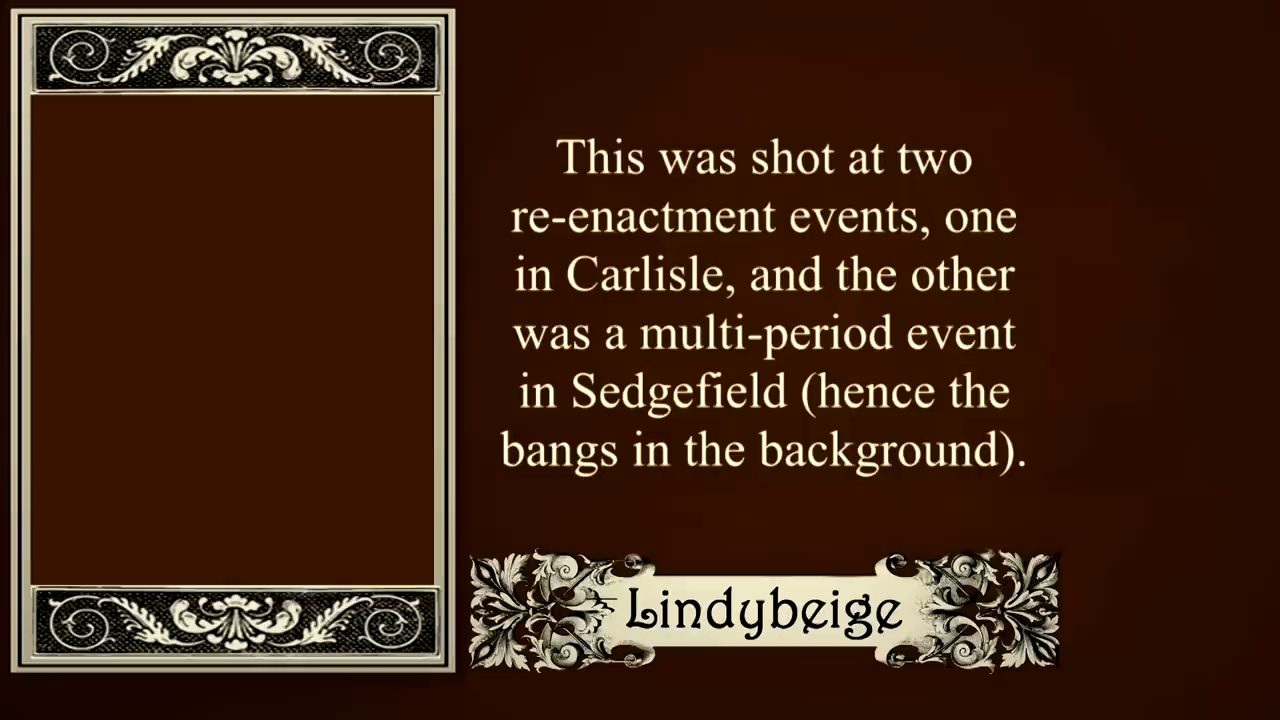 This was shot at two
re-enactment events, one
in Carlisle, and the other
was a multi-period event
in Sedgefield (hence the
bangs in the background).
Lindybeige